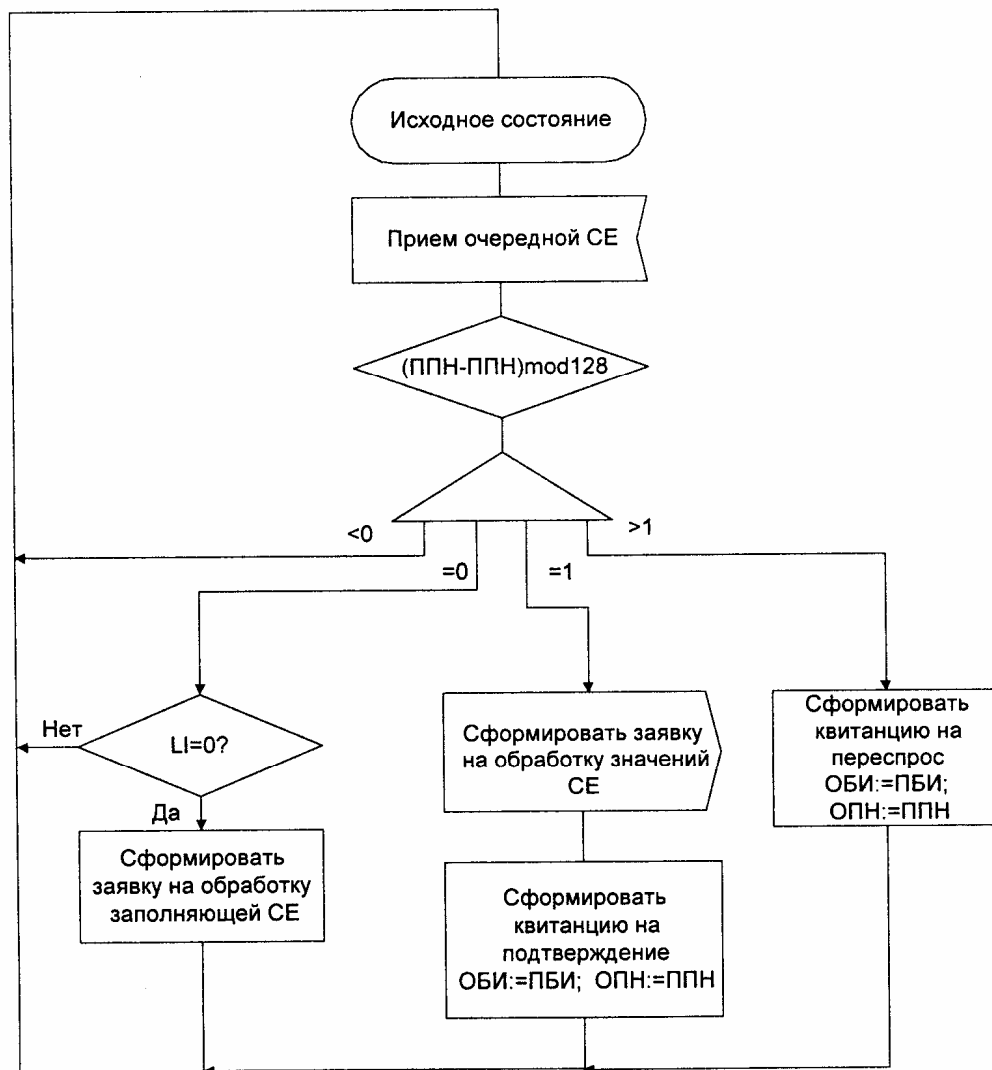 Исходное состояние
Прием очередной СЕ
(ППН-ППН)mod128
<0
=0
=1
>1
Нет
LI=0?
Да
Сформировать
заявку на обработку
заполняющей СЕ
Сформировать заявку
на обработку значений
СЕ
Сформировать
квитанцию на
подтверждение
ОБИ:=ПБИ; ОПН:=ППН
Сформировать
квитанцию на
переспрос
ОБИ:=ПБИ;
ОПН:=ППН